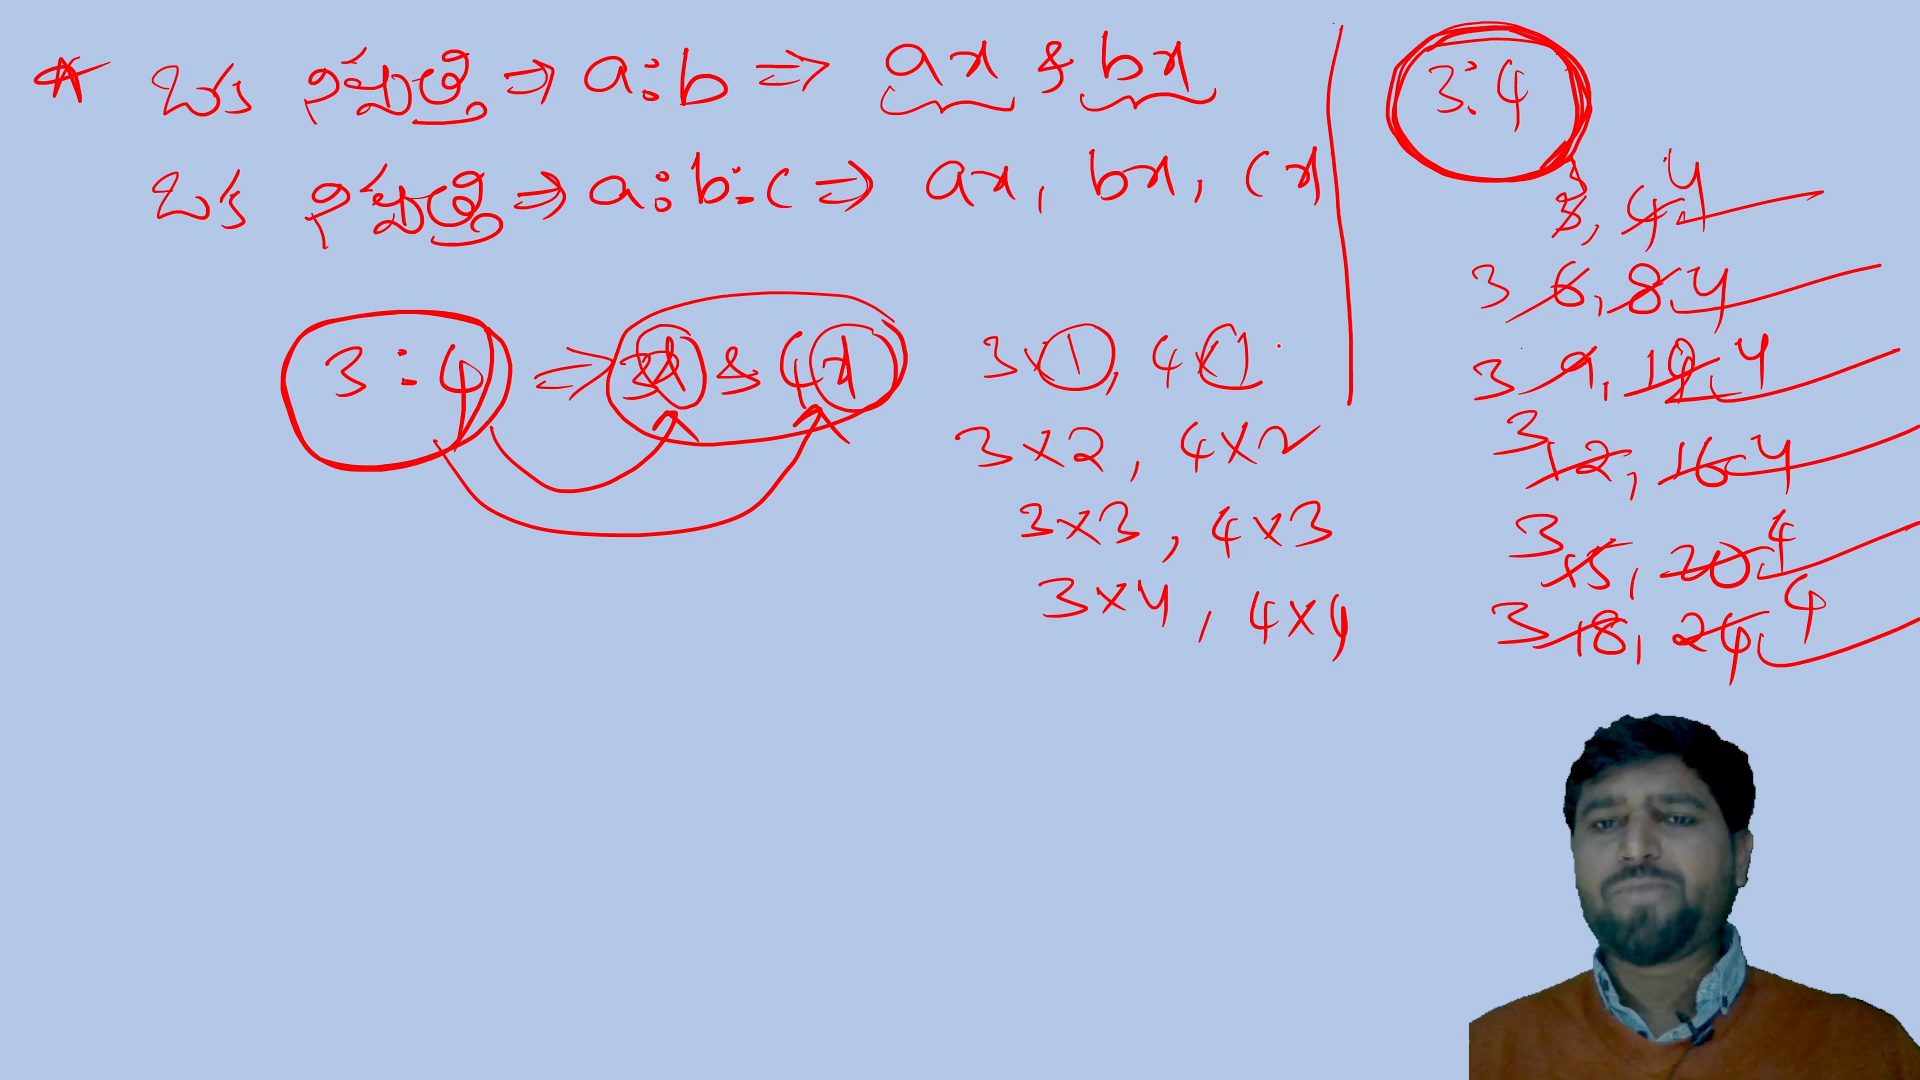 * ఒక నిష్పత్తి ⇒ a:b ⇒ ax & bx
ఒక నిష్పత్తి ⇒ a:b:c ⇒ ax, bx, cx
3:4 ⇒ 3x & 4x
3×1, 4×1
3×2, 4×2
3×3, 4×3
3×4, 4×4
3:4
3, 4 4
3 6, 8 4
3 9, 12 4
3 12, 16 4
3 15, 20 4
3 18, 24 4